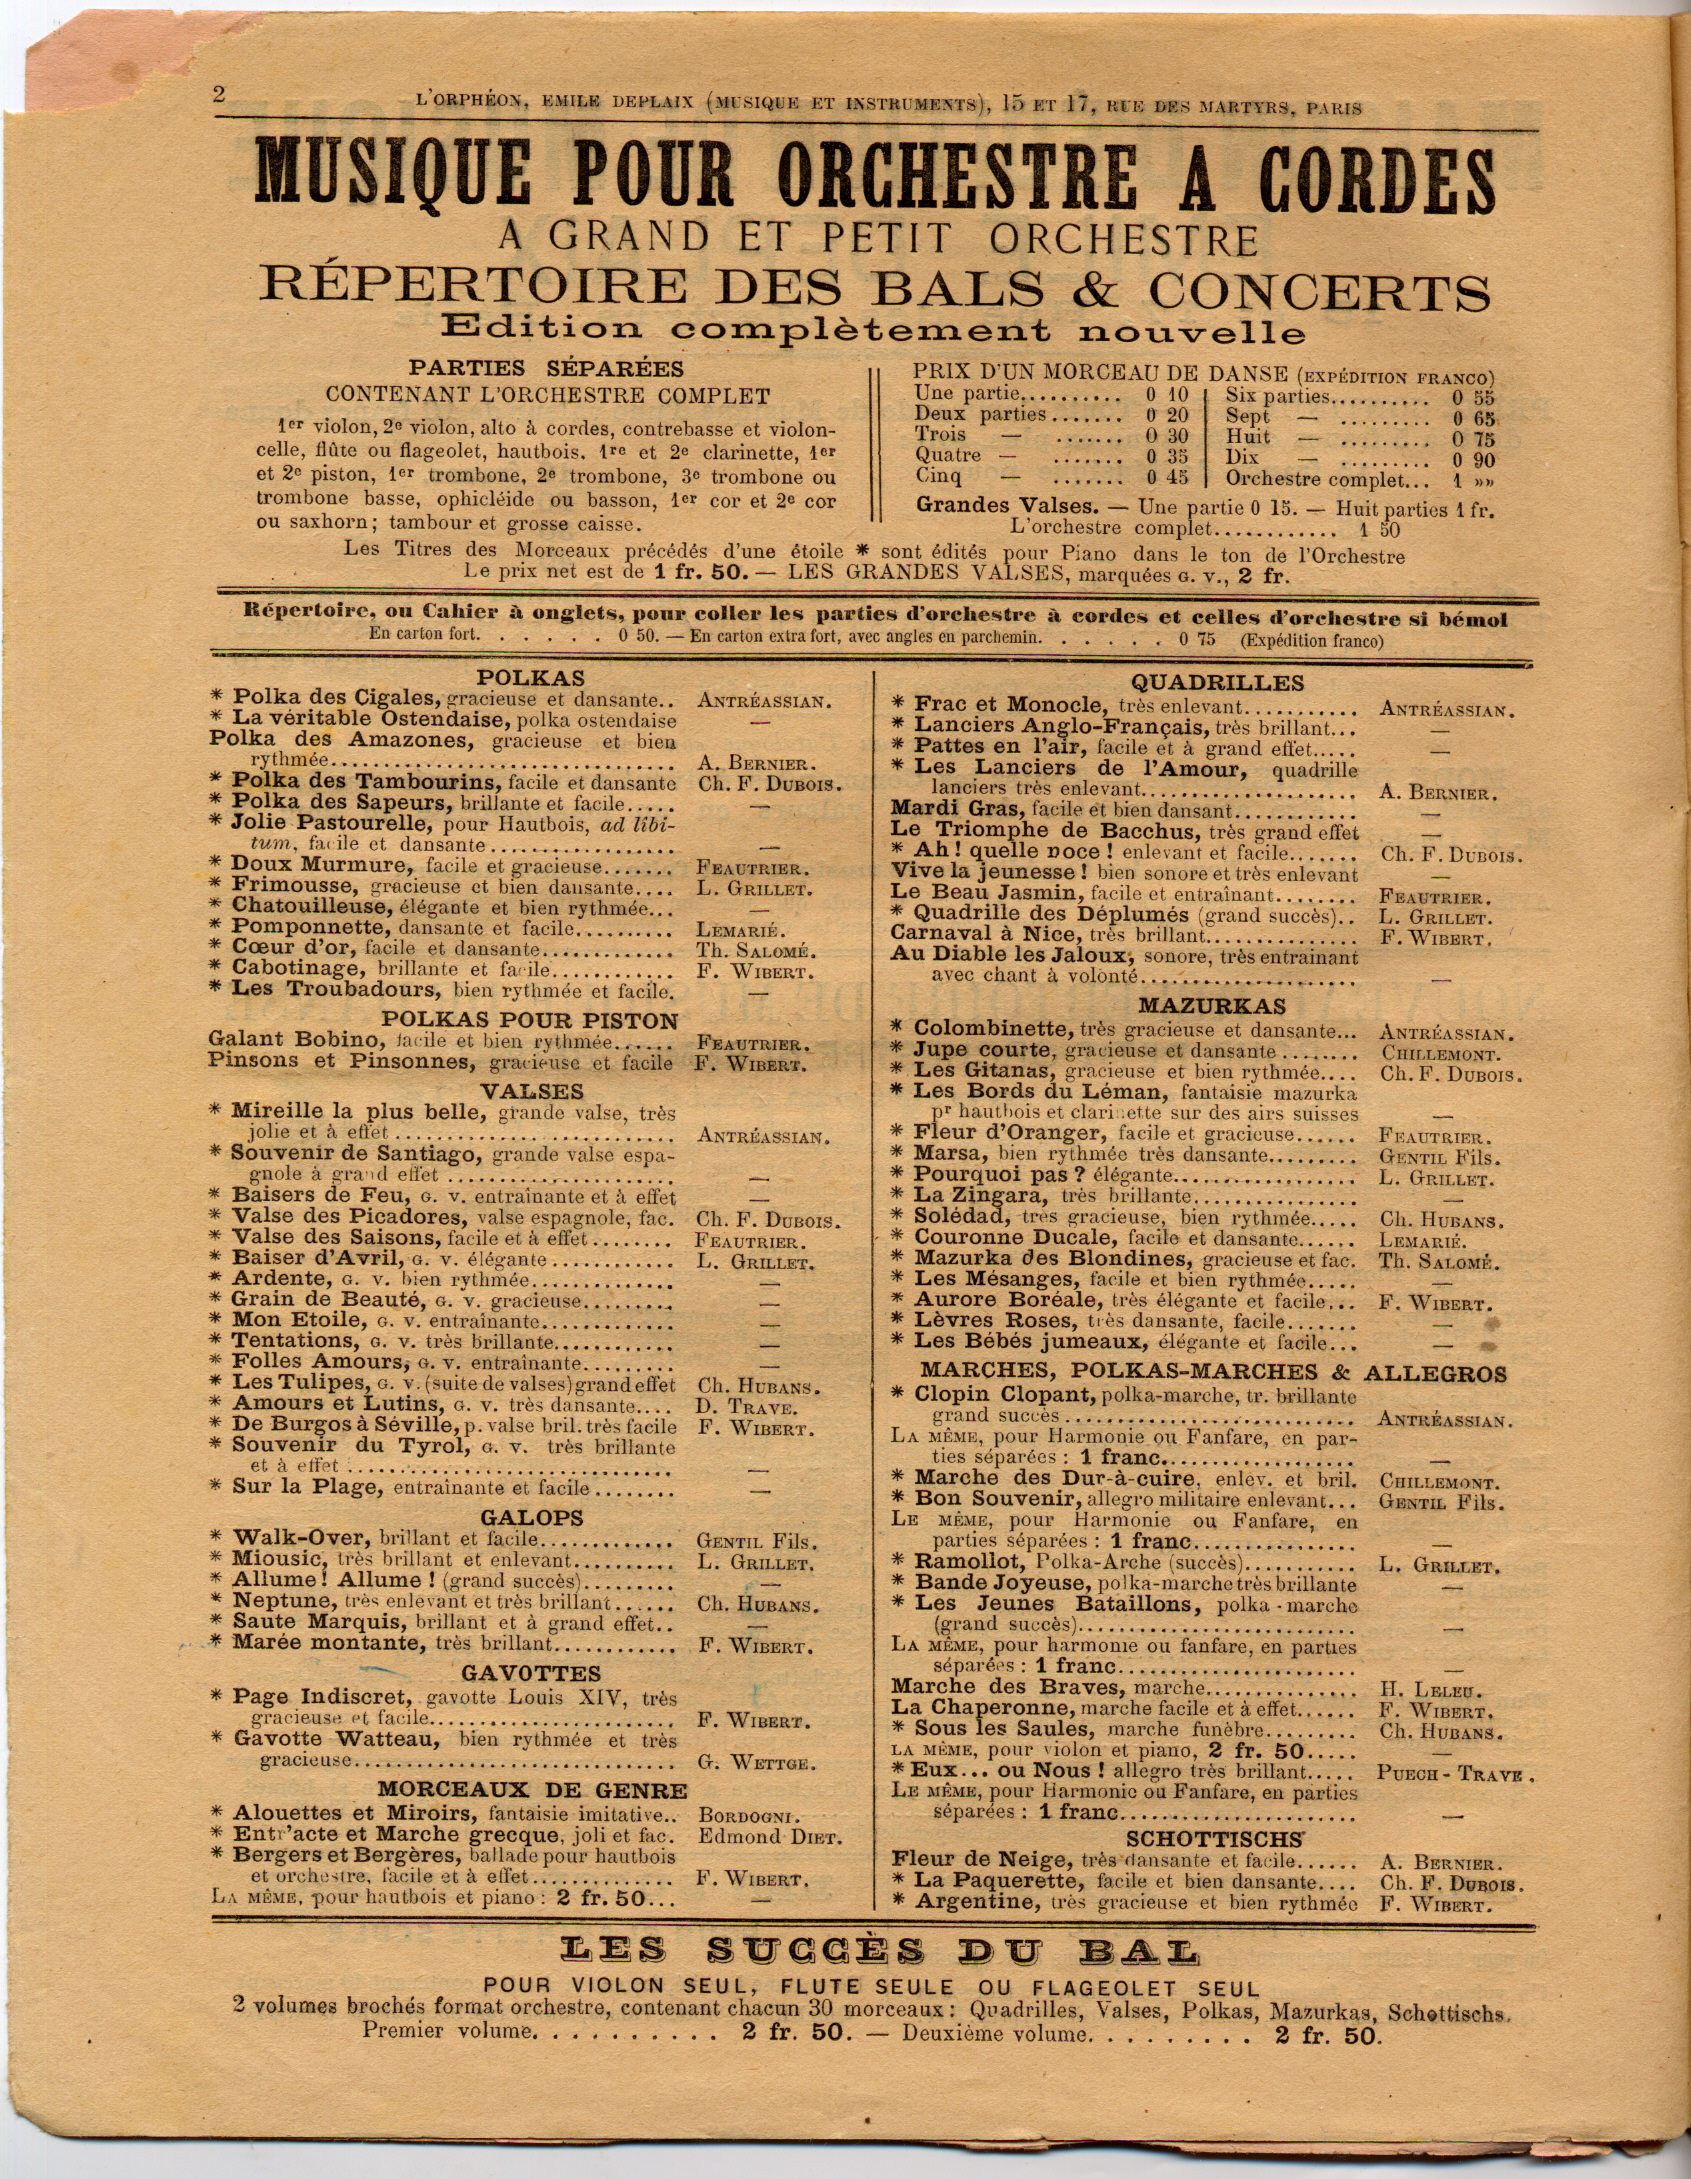 2
L'ORPHÉON, EMILE DEPLAIX (MUSIQUE ET INSTRUMENTS), 15 ET 17, RUE DES MARTYRS, PARIS
MUSIQUE POUR ORCHESTRE A CORDES
A GRAND ET PETIT ORCHESTRE
RÉPERTOIRE DES BALS & CONCERTS
Edition complètement nouvelle
PARTIES SÉPARÉES
CONTENANT L'ORCHESTRE COMPLET
1er violon, 2e violon, alto à cordes, contrebasse et violon-
celle, flûte ou flageolet, hautbois. 1re et 2e clarinette, 1er
et 2e piston, 1er trombone, 2e trombone, 3e trombone ou
trombone basse, ophicléide ou basson, 1er cor et 2e cor
ou saxhorn; tambour et grosse caisse.
PRIX D'UN MORCEAU DE DANSE (EXPÉDITION FRANCO)
Une partie.......... 0 10
Deux parties....... 0 20
Trois — ....... 0 30
Quatre — ....... 0 35
Cinq — ....... 0 45
Six parties.......... 0 55
Sept — ......... 0 65
Huit — ......... 0 75
Dix — ......... 0 90
Orchestre complet... 1 »»
Grandes Valses. — Une partie 0 15. — Huit parties 1 fr.
L'orchestre complet............ 1 50
Les Titres des Morceaux précédés d'une étoile * sont édités pour Piano dans le ton de l'Orchestre
Le prix net est de 1 fr. 50. — LES GRANDES VALSES, marquées G. V., 2 fr.
Répertoire, ou Cahier à onglets, pour coller les parties d'orchestre à cordes et celles d'orchestre si bémol
En carton fort. . . . . . . 0 50. — En carton extra fort, avec angles en parchemin. . . . . . . 0 75 (Expédition franco)
POLKAS
* Polka des Cigales, gracieuse et dansante.. ANTRÉASSIAN.
* La véritable Ostendaise, polka ostendaise —
Polka des Amazones, gracieuse et bien
rythmée................................. A. BERNIER.
* Polka des Tambourins, facile et dansante Ch. F. DUBOIS.
* Polka des Sapeurs, brillante et facile..... —
* Jolie Pastourelle, pour Hautbois, ad libi-
tum, facile et dansante.................. —
* Doux Murmure, facile et gracieuse....... FEAUTRIER.
* Frimousse, gracieuse et bien dansante.... L. GRILLET.
* Chatouilleuse, élégante et bien rythmée... —
* Pomponnette, dansante et facile.......... LEMARIÉ.
* Cœur d'or, facile et dansante............. Th. SALOMÉ.
* Cabotinage, brillante et facile............ F. WIBERT.
* Les Troubadours, bien rythmée et facile. —
POLKAS POUR PISTON
Galant Bobino, facile et bien rythmée...... FEAUTRIER.
Pinsons et Pinsonnes, gracieuse et facile F. WIBERT.
VALSES
* Mireille la plus belle, grande valse, très
jolie et à effet............................ ANTRÉASSIAN.
* Souvenir de Santiago, grande valse espa-
gnole à grand effet ....................... —
* Baisers de Feu, G. V. entraînante et à effet —
* Valse des Picadores, valse espagnole, fac. Ch. F. DUBOIS.
* Valse des Saisons, facile et à effet........ FEAUTRIER.
* Baiser d'Avril, G. V. élégante............ L. GRILLET.
* Ardente, G. V. bien rythmée.............. —
* Grain de Beauté, G. V. gracieuse......... —
* Mon Etoile, G. V. entraînante............. —
* Tentations, G. V. très brillante............ —
* Folles Amours, G. V. entraînante......... —
* Les Tulipes, G. V. (suite de valses) grand effet Ch. HUBANS.
* Amours et Lutins, G. V. très dansante.... D. TRAVE.
* De Burgos à Séville, p. valse bril. très facile F. WIBERT.
* Souvenir du Tyrol, G. V. très brillante
et à effet................................. —
* Sur la Plage, entraînante et facile........ —
GALOPS
* Walk-Over, brillant et facile............. GENTIL Fils.
* Miousic, très brillant et enlevant.......... L. GRILLET.
* Allume! Allume! (grand succès)......... —
* Neptune, très enlevant et très brillant...... Ch. HUBANS.
* Saute Marquis, brillant et à grand effet.. —
* Marée montante, très brillant............ F. WIBERT.
GAVOTTES
* Page Indiscret, gavotte Louis XIV, très
gracieuse et facile........................ F. WIBERT.
* Gavotte Watteau, bien rythmée et très
gracieuse............................... G. WETTGE.
MORCEAUX DE GENRE
* Alouettes et Miroirs, fantaisie imitative.. BORDOGNI.
* Entr'acte et Marche grecque, joli et fac. Edmond DIET.
* Bergers et Bergères, ballade pour hautbois
et orchestre, facile et à effet.............. F. WIBERT.
LA MÊME, pour hautbois et piano: 2 fr. 50... —
QUADRILLES
* Frac et Monocle, très enlevant........... ANTRÉASSIAN.
* Lanciers Anglo-Français, très brillant... —
* Pattes en l'air, facile et à grand effet..... —
* Les Lanciers de l'Amour, quadrille
lanciers très enlevant..................... A. BERNIER.
Mardi Gras, facile et bien dansant............ —
Le Triomphe de Bacchus, très grand effet —
* Ah! quelle noce! enlevant et facile....... Ch. F. DUBOIS.
Vive la jeunesse! bien sonore et très enlevant —
Le Beau Jasmin, facile et entraînant........ FEAUTRIER.
* Quadrille des Déplumés (grand succès).. L. GRILLET.
Carnaval à Nice, très brillant............... F. WIBERT.
Au Diable les Jaloux, sonore, très entrainant
avec chant à volonté..................... —
MAZURKAS
* Colombinette, très gracieuse et dansante... ANTRÉASSIAN.
* Jupe courte, gracieuse et dansante ........ CHILLEMONT.
* Les Gitanas, gracieuse et bien rythmée.... Ch. F. DUBOIS.
* Les Bords du Léman, fantaisie mazurka
pr hautbois et clarinette sur des airs suisses —
* Fleur d'Oranger, facile et gracieuse...... FEAUTRIER.
* Marsa, bien rythmée très dansante......... GENTIL Fils.
* Pourquoi pas? élégante.................. L. GRILLET.
* La Zingara, très brillante................. —
* Solédad, très gracieuse, bien rythmée..... Ch. HUBANS.
* Couronne Ducale, facile et dansante...... LEMARIÉ.
* Mazurka des Blondines, gracieuse et fac. Th. SALOMÉ.
* Les Mésanges, facile et bien rythmée..... —
* Aurore Boréale, très élégante et facile... F. WIBERT.
* Lèvres Roses, très dansante, facile....... —
* Les Bébés jumeaux, élégante et facile... —
MARCHES, POLKAS-MARCHES & ALLEGROS
* Clopin Clopant, polka-marche, tr. brillante
grand succès............................. ANTRÉASSIAN.
LA MÊME, pour Harmonie ou Fanfare, en par-
ties séparées: 1 franc................... —
* Marche des Dur-à-cuire, enlev. et bril. CHILLEMONT.
* Bon Souvenir, allegro militaire enlevant... GENTIL Fils.
LE MÊME, pour Harmonie ou Fanfare, en
parties séparées: 1 franc................ —
* Ramollot, Polka-Arche (succès)........... L. GRILLET.
* Bande Joyeuse, polka-marche très brillante —
* Les Jeunes Bataillons, polka-marche
(grand succès)........................... —
LA MÊME, pour harmonie ou fanfare, en parties
séparées: 1 franc....................... —
Marche des Braves, marche............... H. LELEU.
La Chaperonne, marche facile et à effet...... F. WIBERT.
* Sous les Saules, marche funèbre......... Ch. HUBANS.
LA MÊME, pour violon et piano, 2 fr. 50..... —
* Eux... ou Nous! allegro très brillant..... PUECH-TRAVE.
LE MÊME, pour Harmonie ou Fanfare, en parties
séparées: 1 franc....................... —
SCHOTTISCHS
Fleur de Neige, très dansante et facile...... A. BERNIER.
* La Paquerette, facile et bien dansante.... Ch. F. DUBOIS.
* Argentine, très gracieuse et bien rythmée F. WIBERT.
LES SUCCÈS DU BAL
POUR VIOLON SEUL, FLUTE SEULE OU FLAGEOLET SEUL
2 volumes brochés format orchestre, contenant chacun 30 morceaux: Quadrilles, Valses, Polkas, Mazurkas, Schottischs.
Premier volume. . . . . . . . . . 2 fr. 50. — Deuxième volume. . . . . . . . . 2 fr. 50.